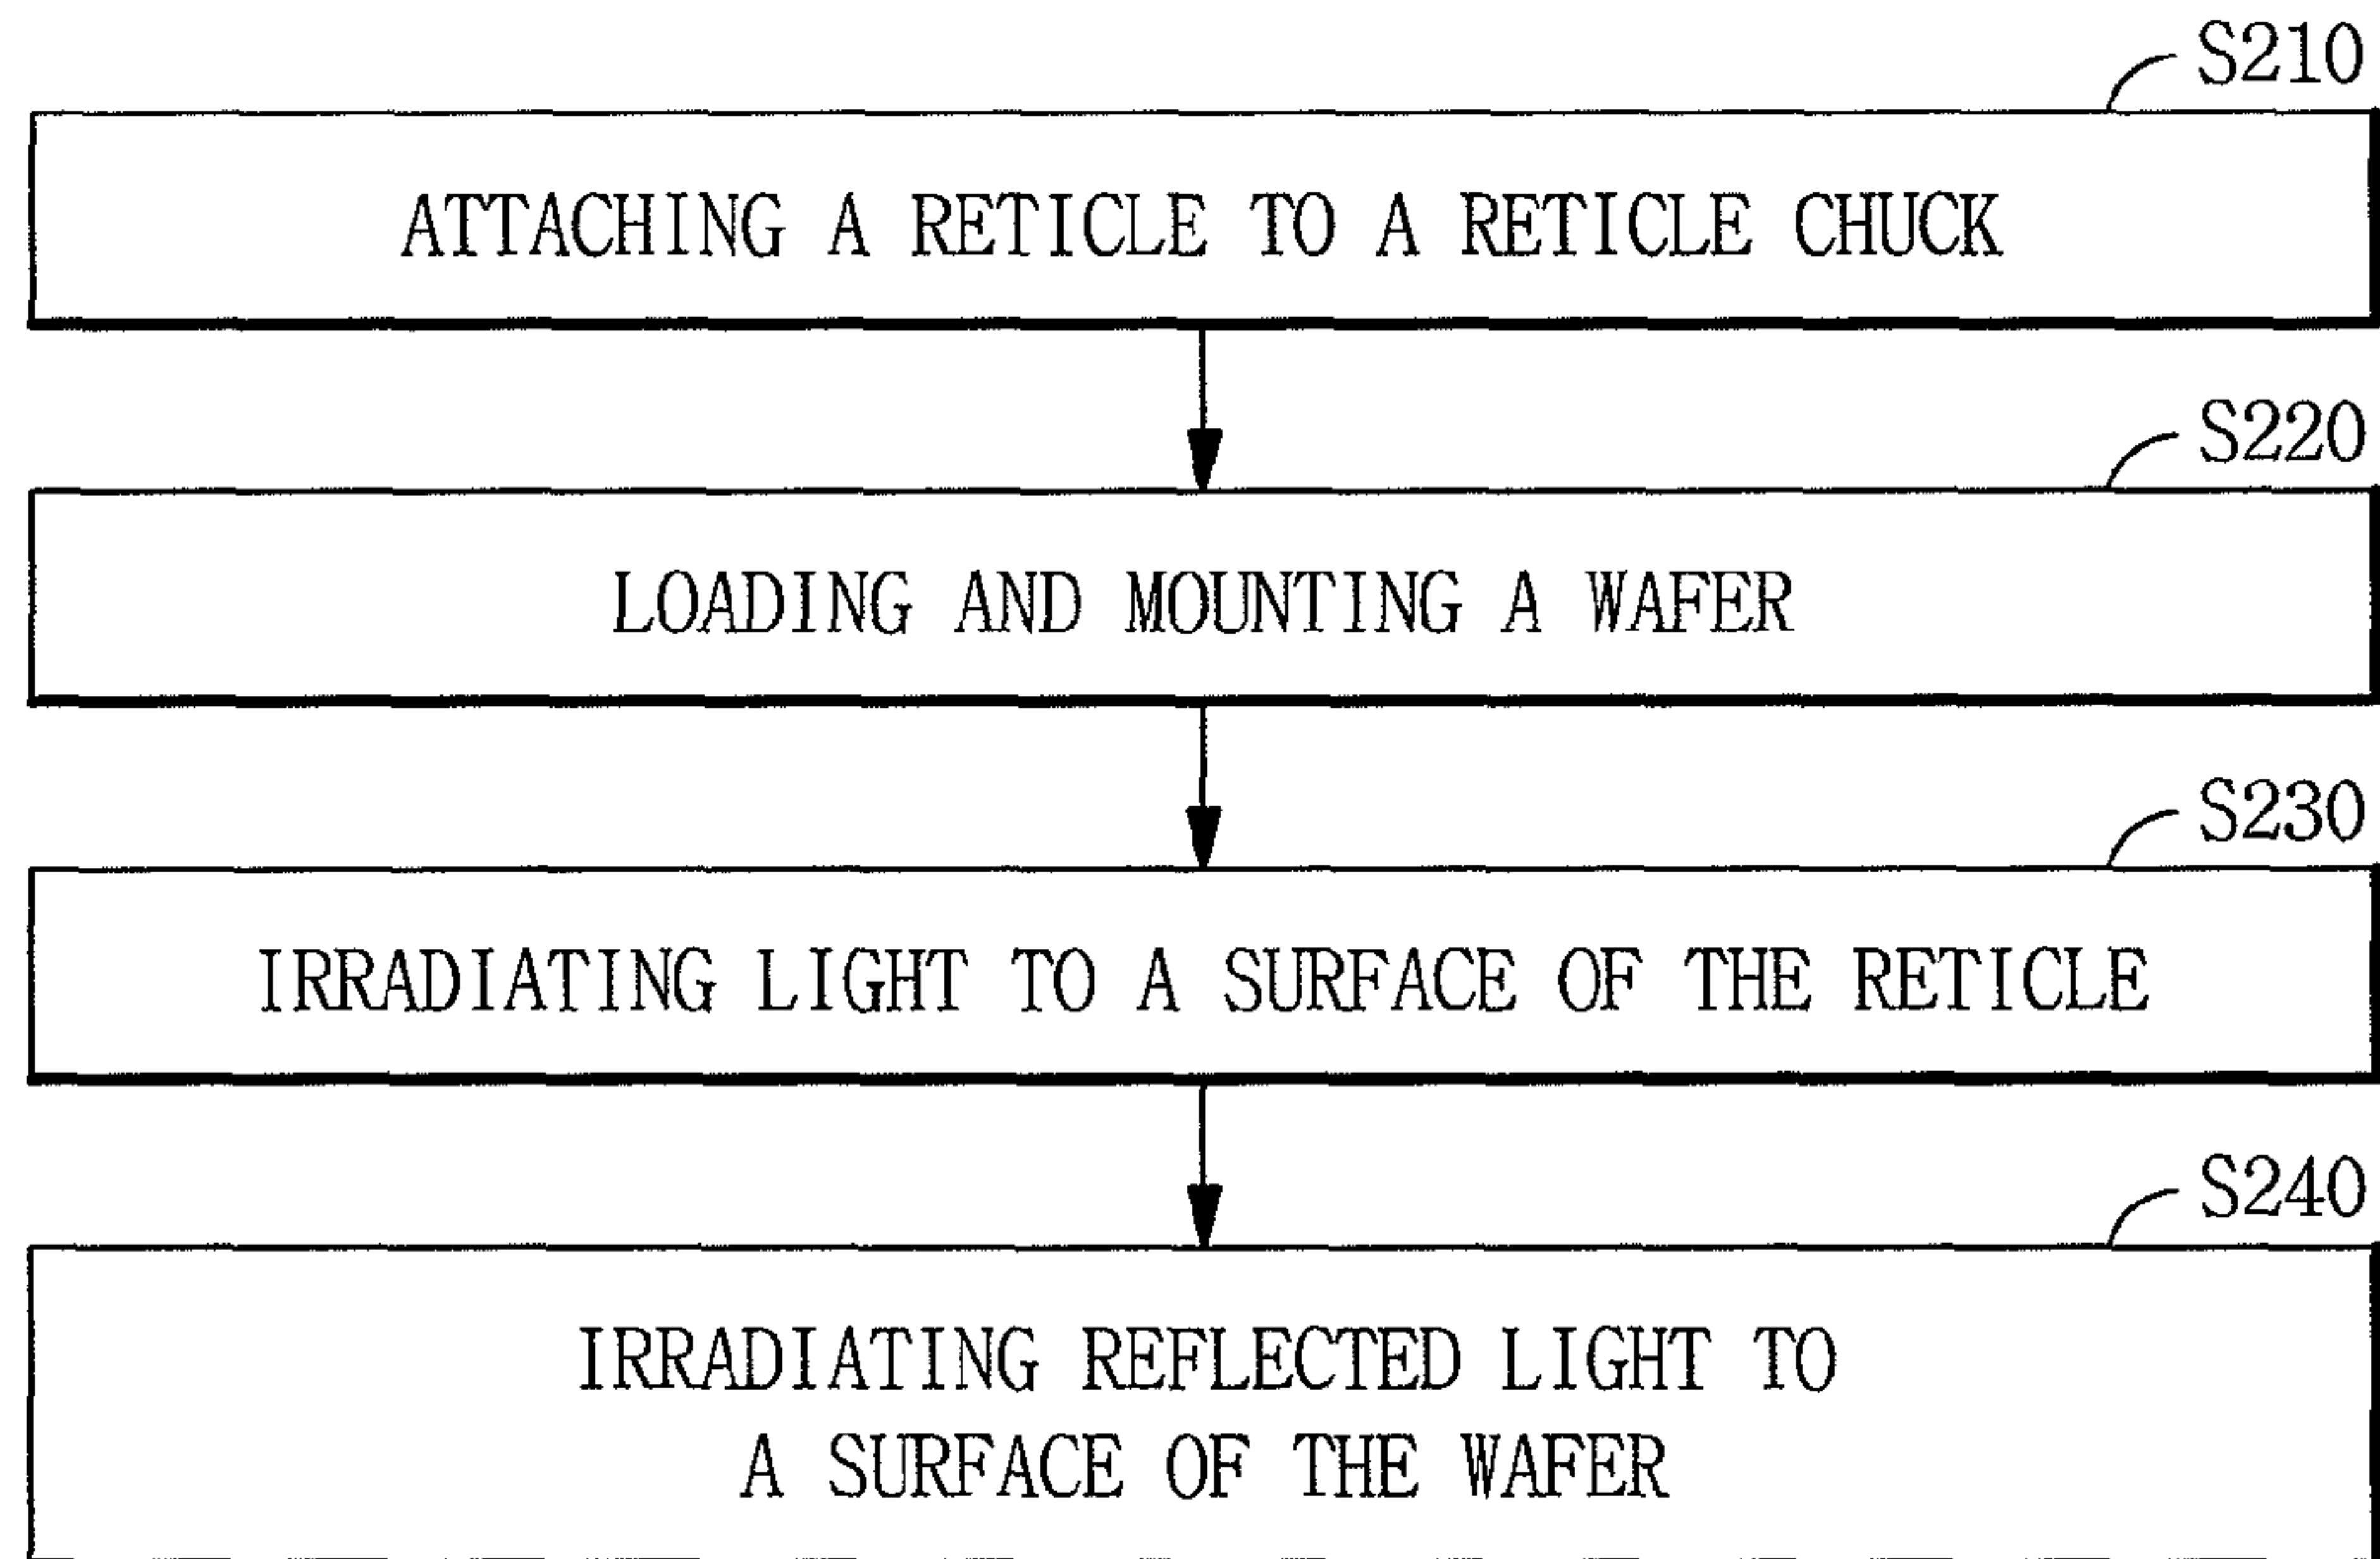 S210
ATTACHING A RETICLE TO A RETICLE CHUCK
S220
LOADING AND MOUNTING A WAFER
S230
IRRADIATING LIGHT TO A SURFACE OF THE RETICLE
S240
IRRADIATING REFLECTED LIGHT TO
A SURFACE OF THE WAFER